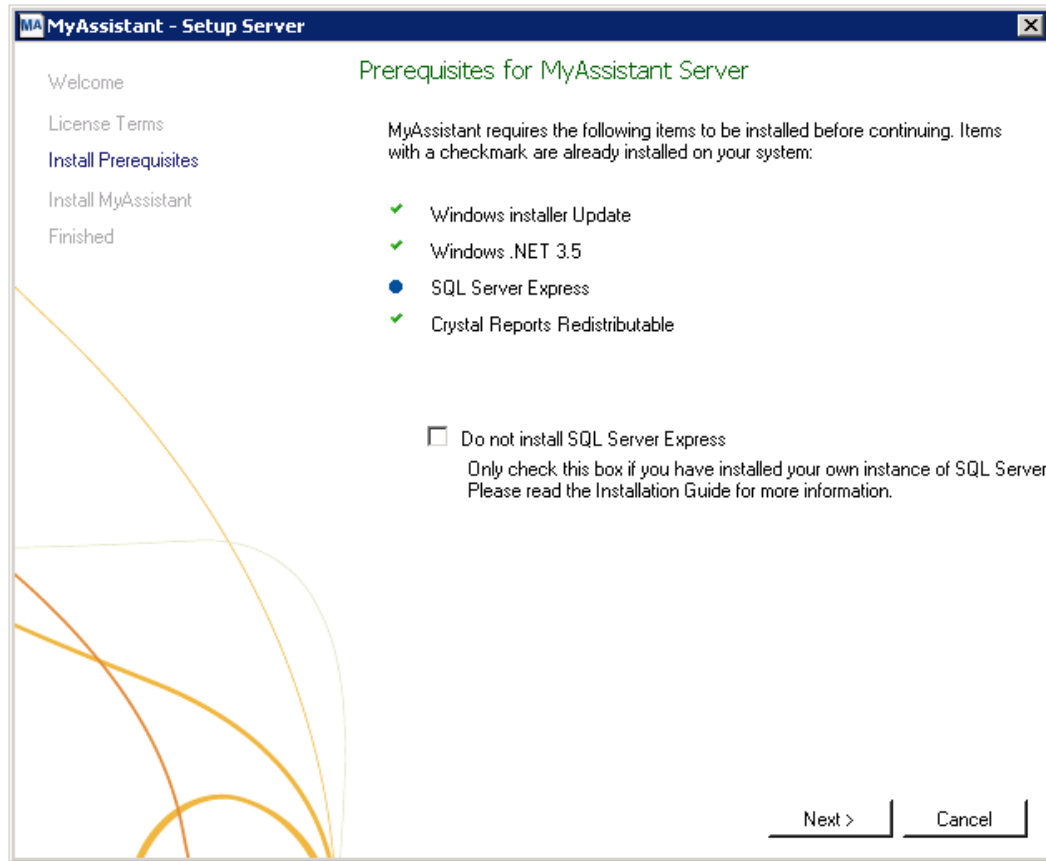 MA MyAssistant - Setup Server
Welcome
License Terms
Install Prerequisites
Install MyAssistant
Finished
Prerequisites for MyAssistant Server
MyAssistant requires the following items to be installed before continuing. Items
with a checkmark are already installed on your system:
Windows installer Update
Windows .NET 3.5
SQL Server Express
Crystal Reports Redistributable
Do not install SQL Server Express
Only check this box if you have installed your own instance of SQL Server
Please read the Installation Guide for more information.
Next >
Cancel